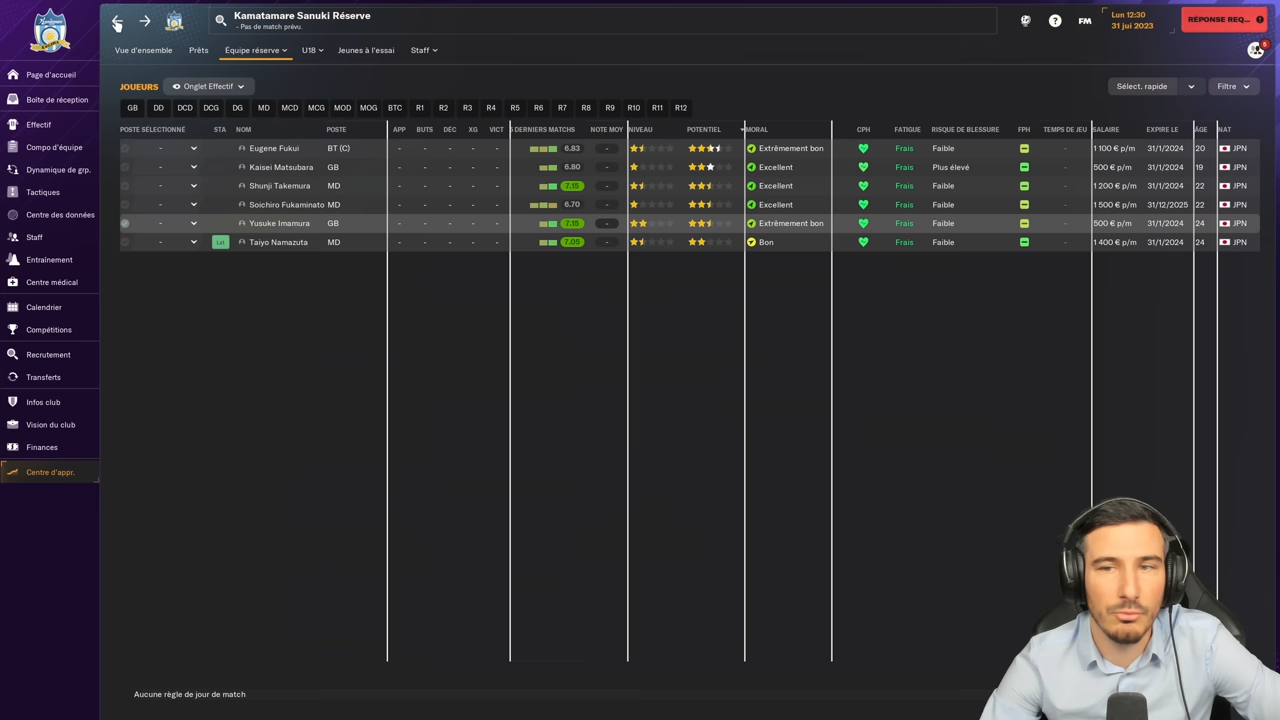 Kamatamare Sanuki Réserve
- Pas de match prévu.
Lun 12:30
31 jui 2023
RÉPONSE REQ...
6
FM
Vue d'ensemble
Prêts
Équipe réserve
U18
Jeunes à l'essai
Staff
Page d'accueil
Boîte de réception
Effectif
Compo d'équipe
Dynamique de grp.
Tactiques
Centre des données
Staff
Entraînement
Centre médical
Calendrier
Compétitions
Recrutement
Transferts
Infos club
Vision du club
Finances
Centre d'appr.
JOUEURS
Onglet Effectif
Sélect. rapide
Filtre
GB DD DCD DCG DG MD MCD MCG MOD MOG BTC R1 R2 R3 R4 R5 R6 R7 R8 R9 R10 R11 R12
POSTE SÉLECTIONNÉ STA NOM POSTE APP BUTS DÉC XG VICT 5 DERNIERS MATCHS NOTE MOY NIVEAU POTENTIEL MORAL CPH FATIGUE RISQUE DE BLESSURE FPH TEMPS DE JEU SALAIRE EXPIRE LE ÂGE NAT
- Eugene Fukui BT (C) - - - - - 6.83 - Extrêmement bon Frais Faible - 1 100 € p/m 31/1/2024 20 JPN
- Kaisei Matsubara GB - - - - - 6.80 - Excellent Frais Plus élevé - 500 € p/m 31/1/2024 19 JPN
- Shunji Takemura MD - - - - - 7.15 - Excellent Frais Faible - 1 200 € p/m 31/1/2024 22 JPN
- Soichiro Fukaminato MD - - - - - 6.70 - Excellent Frais Faible - 1 500 € p/m 31/12/2025 22 JPN
- Yusuke Imamura GB - - - - - 7.15 - Extrêmement bon Frais Faible - 500 € p/m 31/1/2024 24 JPN
- Lst Taiyo Namazuta MD - - - - - 7.05 - Bon Frais Faible - 1 400 € p/m 31/1/2024 24 JPN
Aucune règle de jour de match